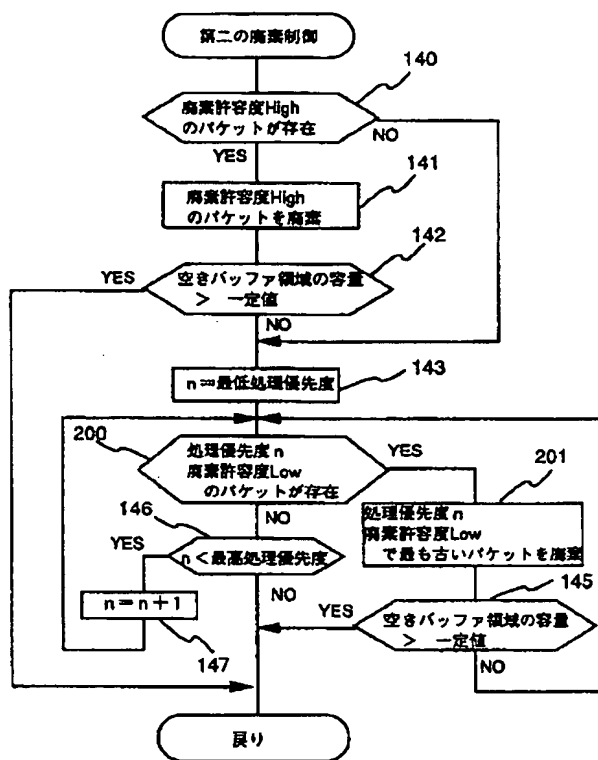 第二の廃棄制御
140
廃棄許容度High
のパケットが存在
NO
YES
141
廃棄許容度High
のパケットを廃棄
142
YES
空きバッファ領域の容量
> 一定値
NO
143
n=最低処理優先度
200
処理優先度n
廃棄許容度Low
のパケットが存在
YES
201
処理優先度n
廃棄許容度Low
で最も古いパケットを廃棄
146
NO
YES
n<最高処理優先度
145
n=n+1
147
NO
YES
空きバッファ領域の容量
> 一定値
NO
戻り